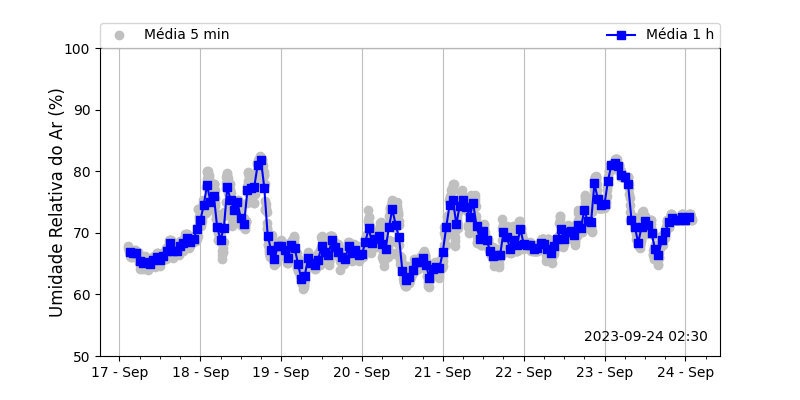 Média 5 min
Média 1 h
100
90
80
70
60
50
Umidade Relativa do Ar (%)
2023-09-24 02:30
17 - Sep
18 - Sep
19 - Sep
20 - Sep
21 - Sep
22 - Sep
23 - Sep
24 - Sep